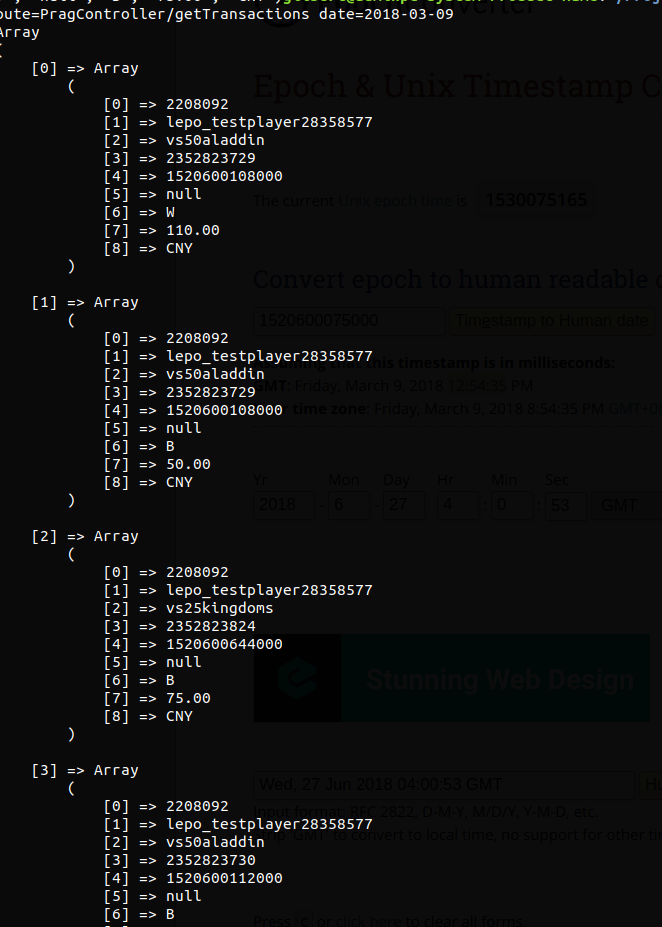 oute=PragController/getTransactions date=2018-03-09
Array
(
[0] => Array
(
[0] => 2208092
[1] => lepo_testplayer28358577
[2] => vs50aladdin
[3] => 2352823729
[4] => 1520600108000
[5] => null
[6] => W
[7] => 110.00
[8] => CNY
)
[1] => Array
(
[0] => 2208092
[1] => lepo_testplayer28358577
[2] => vs50aladdin
[3] => 2352823729
[4] => 1520600108000
[5] => null
[6] => B
[7] => 50.00
[8] => CNY
)
[2] => Array
(
[0] => 2208092
[1] => lepo_testplayer28358577
[2] => vs25kingdoms
[3] => 2352823824
[4] => 1520600644000
[5] => null
[6] => B
[7] => 75.00
[8] => CNY
)
[3] => Array
(
[0] => 2208092
[1] => lepo_testplayer28358577
[2] => vs50aladdin
[3] => 2352823730
[4] => 1520600112000
[5] => null
[6] => B
Epoch & Unix Timestamp C
The current Unix epoch time is 1530075165
Convert epoch to human readable
1520600075000 Timestamp to Human date
that this timestamp is in milliseconds:
GMT: Friday, March 9, 2018 12:54:35 PM
time zone: Friday, March 9, 2018 8:54:35 PM
Yr Mon Day Hr Min Sec
2018 - 6 - 27 4 : 0 : 53 GMT
Stunning Web Design
Wed, 27 Jun 2018 04:00:53 GMT
Input format: RFC 2822, D-M-Y, M/D/Y, Y-M-D, etc.
to convert to local time, no support for other
Press c or click here to clear all forms